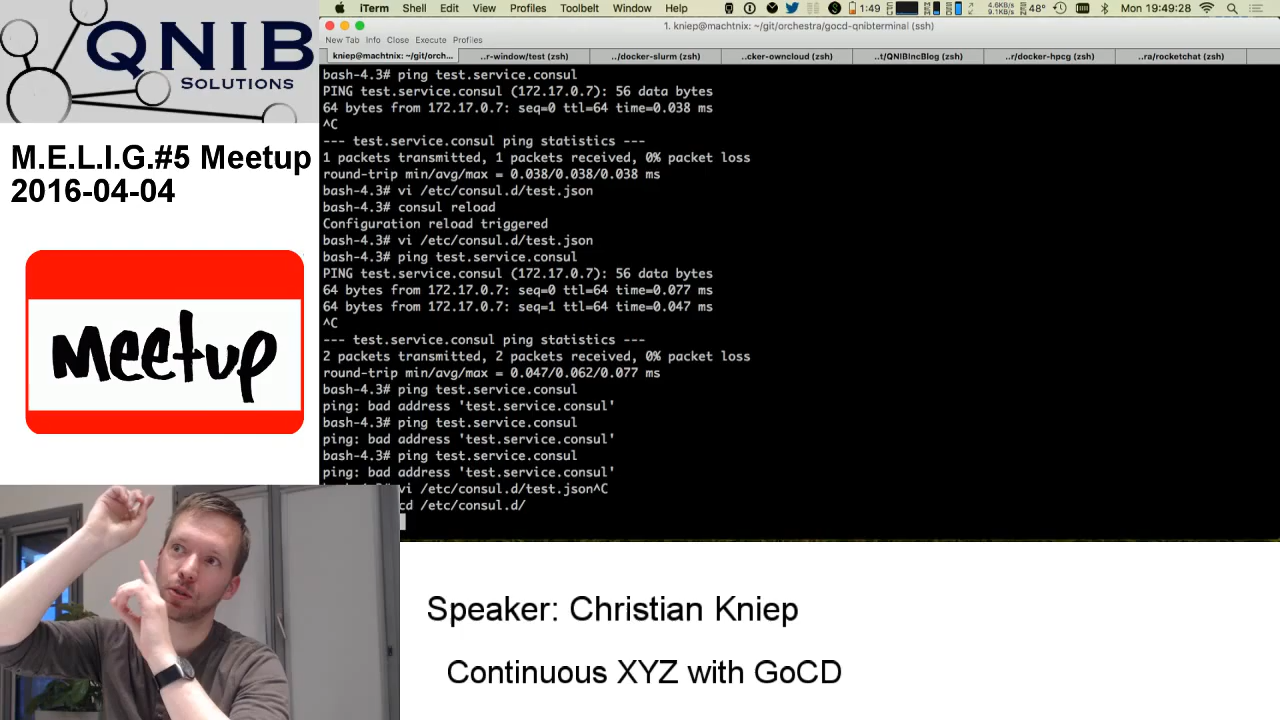 QNIB
SOLUTIONS
M.E.L.I.G.#5 Meetup
2016-04-04
meetup
iTerm Shell Edit View Profiles Toolbelt Window Help
1:49 4.6KB/s 9.1KB/s 48° Mon 19:49:28
1. kniep@machtnix: ~/git/orchestra/gocd-qnibterminal (ssh)
New Tab Info Close Execute Profiles
kniep@machtnix: ~/git/orch... ..r-window/test (zsh) ../docker-slurm (zsh) ..cker-owncloud (zsh) ..t/QNIBIncBlog (zsh) ..r/docker-hpcg (zsh) ..ra/rocketchat (zsh)
bash-4.3# ping test.service.consul
PING test.service.consul (172.17.0.7): 56 data bytes
64 bytes from 172.17.0.7: seq=0 ttl=64 time=0.038 ms
^C
--- test.service.consul ping statistics ---
1 packets transmitted, 1 packets received, 0% packet loss
round-trip min/avg/max = 0.038/0.038/0.038 ms
bash-4.3# vi /etc/consul.d/test.json
bash-4.3# consul reload
Configuration reload triggered
bash-4.3# vi /etc/consul.d/test.json
bash-4.3# ping test.service.consul
PING test.service.consul (172.17.0.7): 56 data bytes
64 bytes from 172.17.0.7: seq=0 ttl=64 time=0.077 ms
64 bytes from 172.17.0.7: seq=1 ttl=64 time=0.047 ms
^C
--- test.service.consul ping statistics ---
2 packets transmitted, 2 packets received, 0% packet loss
round-trip min/avg/max = 0.047/0.062/0.077 ms
bash-4.3# ping test.service.consul
ping: bad address 'test.service.consul'
bash-4.3# ping test.service.consul
ping: bad address 'test.service.consul'
bash-4.3# ping test.service.consul
ping: bad address 'test.service.consul'
vi /etc/consul.d/test.json^C
cd /etc/consul.d/
Speaker: Christian Kniep
Continuous XYZ with GoCD